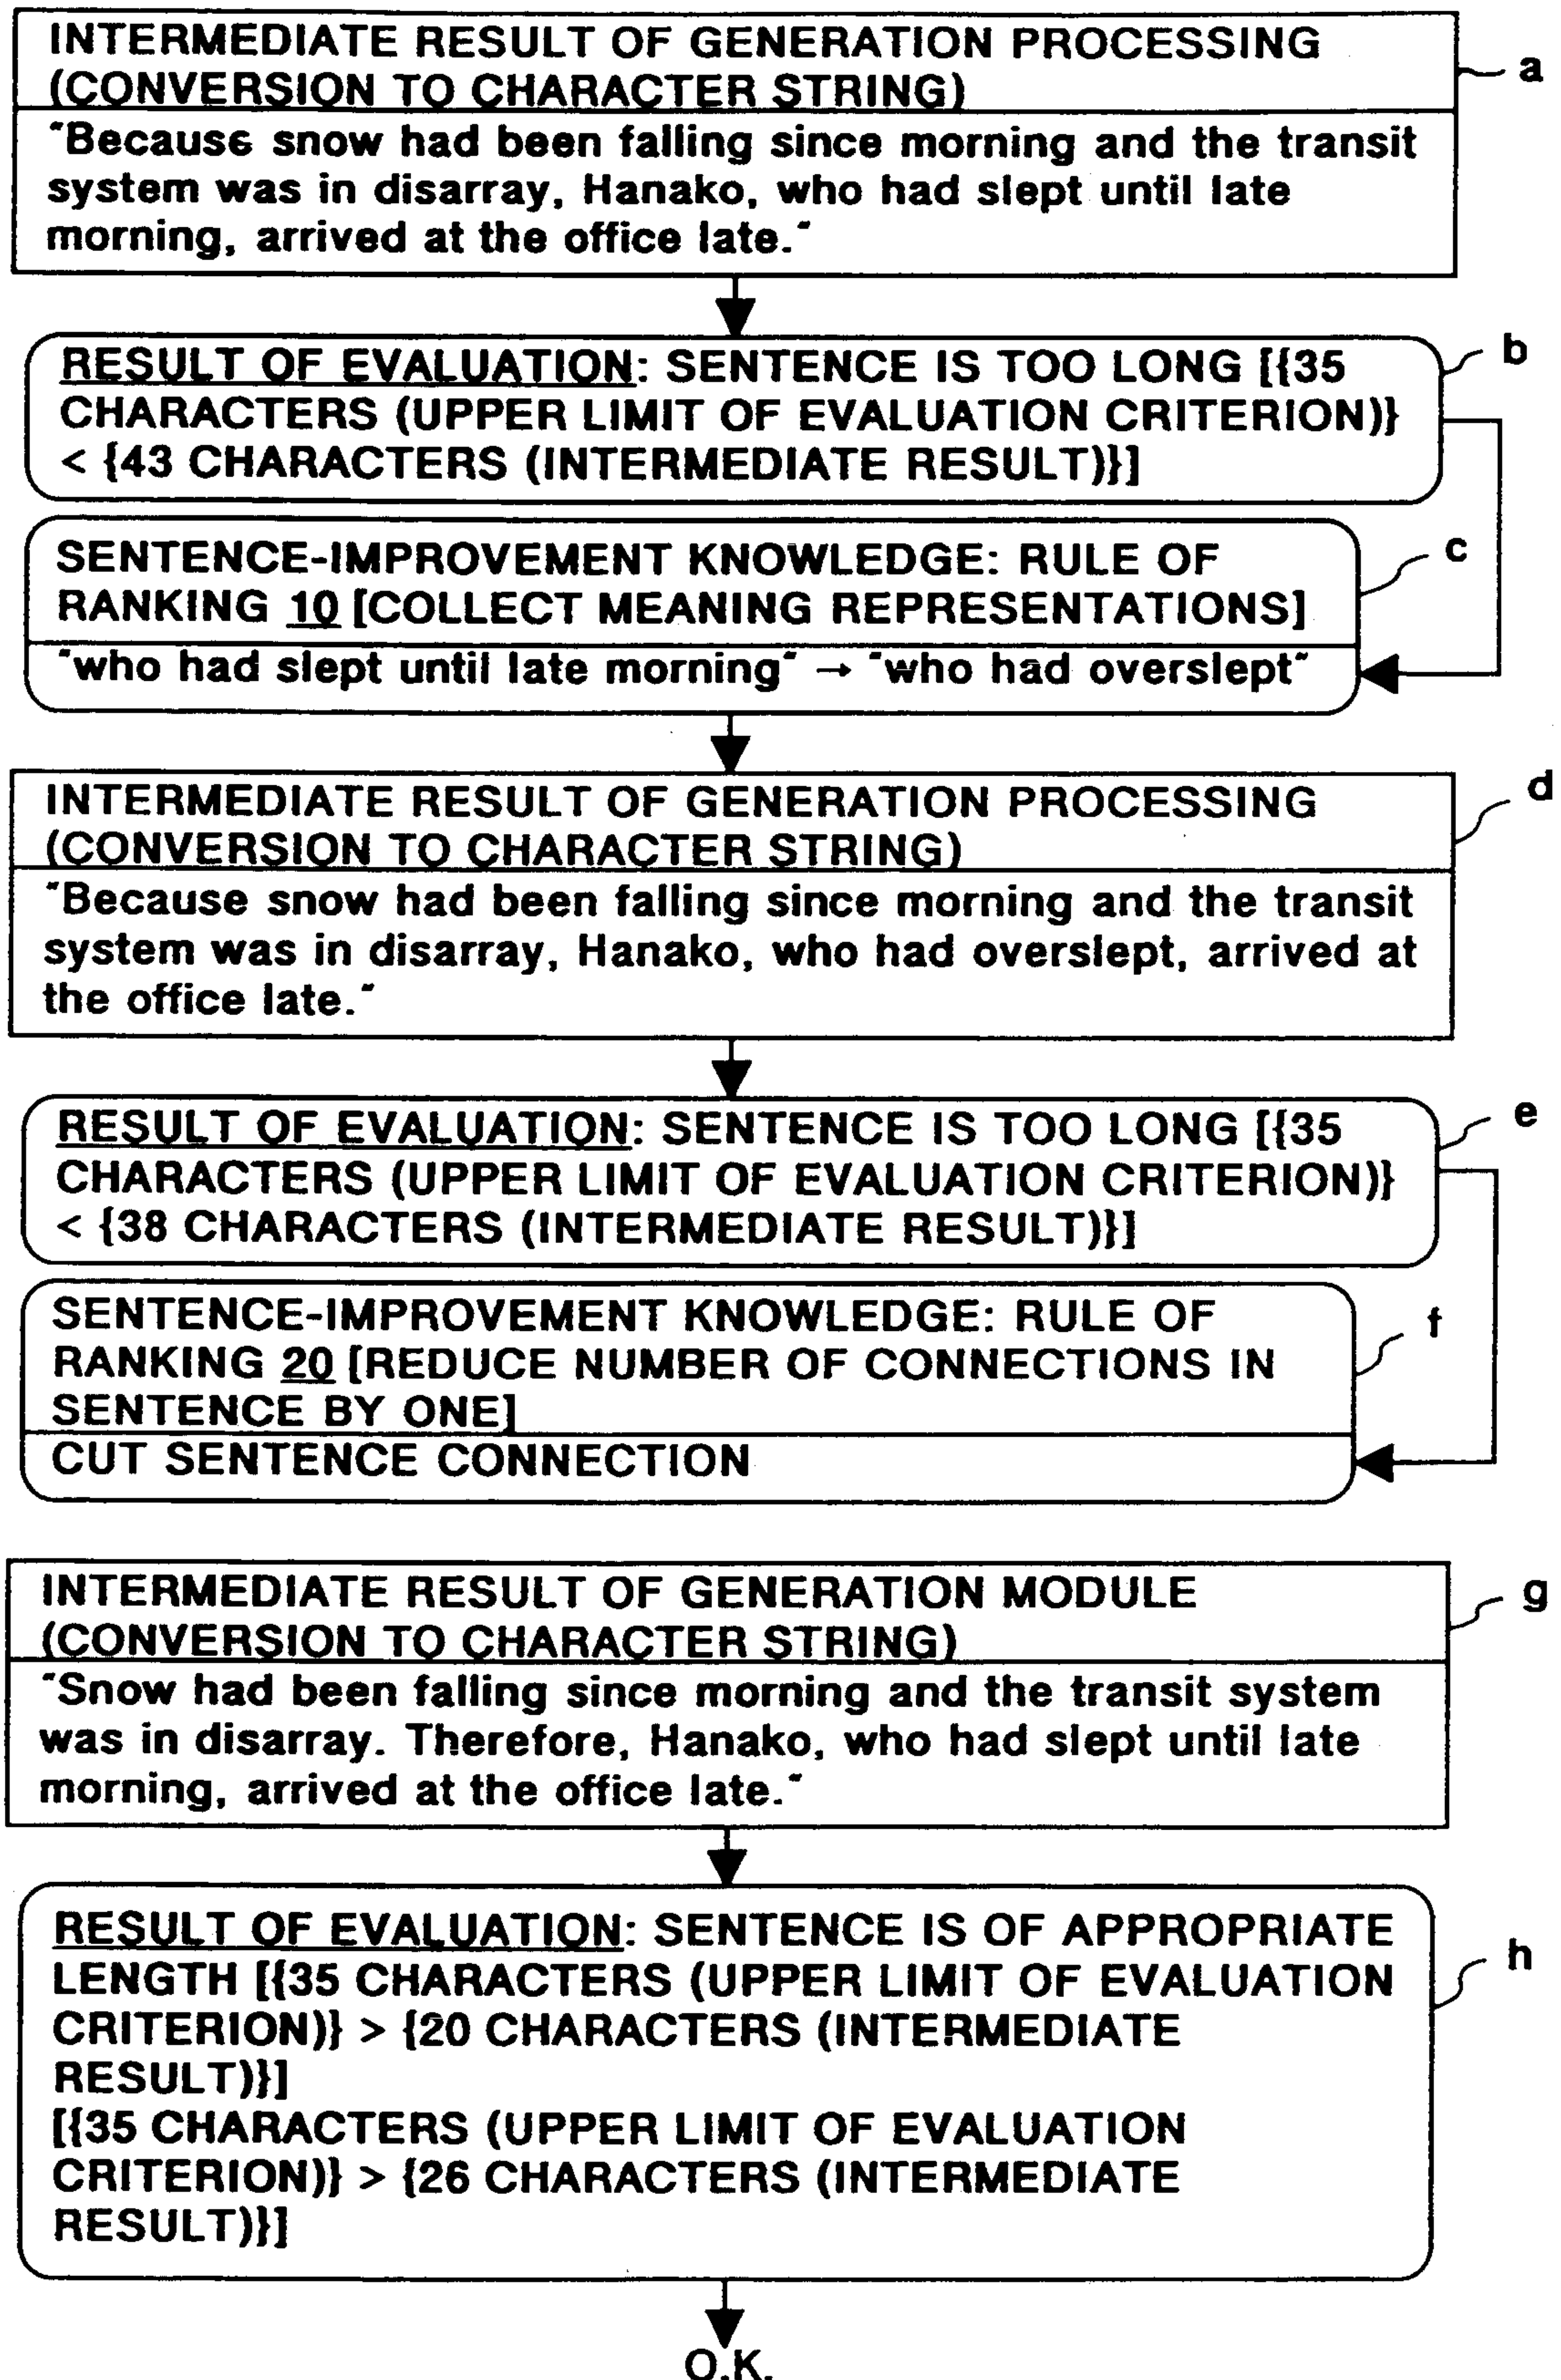 INTERMEDIATE RESULT OF GENERATION PROCESSING
(CONVERSION TO CHARACTER STRING)
a
"Because snow had been falling since morning and the transit
system was in disarray, Hanako, who had slept until late
morning, arrived at the office late."
b
RESULT OF EVALUATION: SENTENCE IS TOO LONG [{35
CHARACTERS (UPPER LIMIT OF EVALUATION CRITERION)}
< {43 CHARACTERS (INTERMEDIATE RESULT)}]
c
SENTENCE-IMPROVEMENT KNOWLEDGE: RULE OF
RANKING 10 [COLLECT MEANING REPRESENTATIONS]
"who had slept until late morning" → "who had overslept"
d
INTERMEDIATE RESULT OF GENERATION PROCESSING
(CONVERSION TO CHARACTER STRING)
"Because snow had been falling since morning and the transit
system was in disarray, Hanako, who had overslept, arrived at
the office late."
e
RESULT OF EVALUATION: SENTENCE IS TOO LONG [{35
CHARACTERS (UPPER LIMIT OF EVALUATION CRITERION)}
< {38 CHARACTERS (INTERMEDIATE RESULT)}]
f
SENTENCE-IMPROVEMENT KNOWLEDGE: RULE OF
RANKING 20 [REDUCE NUMBER OF CONNECTIONS IN
SENTENCE BY ONE]
CUT SENTENCE CONNECTION
g
INTERMEDIATE RESULT OF GENERATION MODULE
(CONVERSION TO CHARACTER STRING)
"Snow had been falling since morning and the transit system
was in disarray. Therefore, Hanako, who had slept until late
morning, arrived at the office late."
h
RESULT OF EVALUATION: SENTENCE IS OF APPROPRIATE
LENGTH [{35 CHARACTERS (UPPER LIMIT OF EVALUATION
CRITERION)} > {20 CHARACTERS (INTERMEDIATE
RESULT)}]
[{35 CHARACTERS (UPPER LIMIT OF EVALUATION
CRITERION)} > {26 CHARACTERS (INTERMEDIATE
RESULT)}]
O.K.